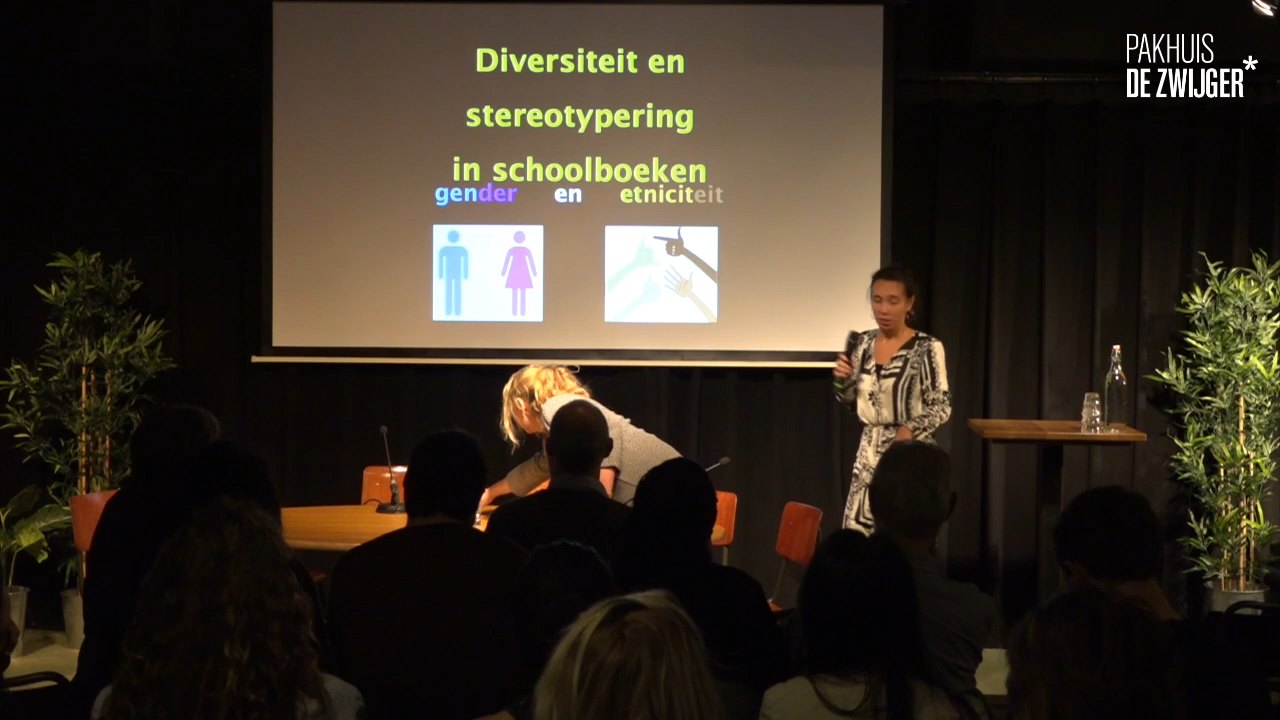 Diversiteit en
stereotypering
in schoolboeken
gender en etniciteit
PAKHUIS
DE ZWIJGER*